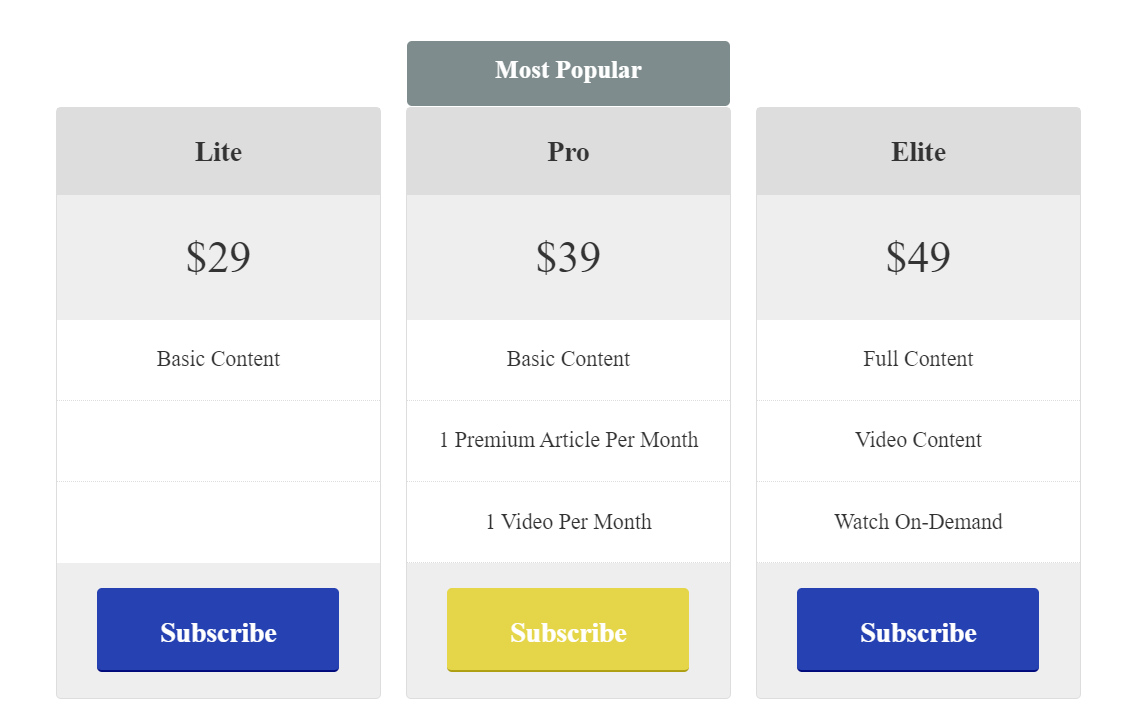 Most Popular
Lite
$29
Basic Content
Subscribe
Pro
$39
Basic Content
1 Premium Article Per Month
1 Video Per Month
Subscribe
Elite
$49
Full Content
Video Content
Watch On-Demand
Subscribe